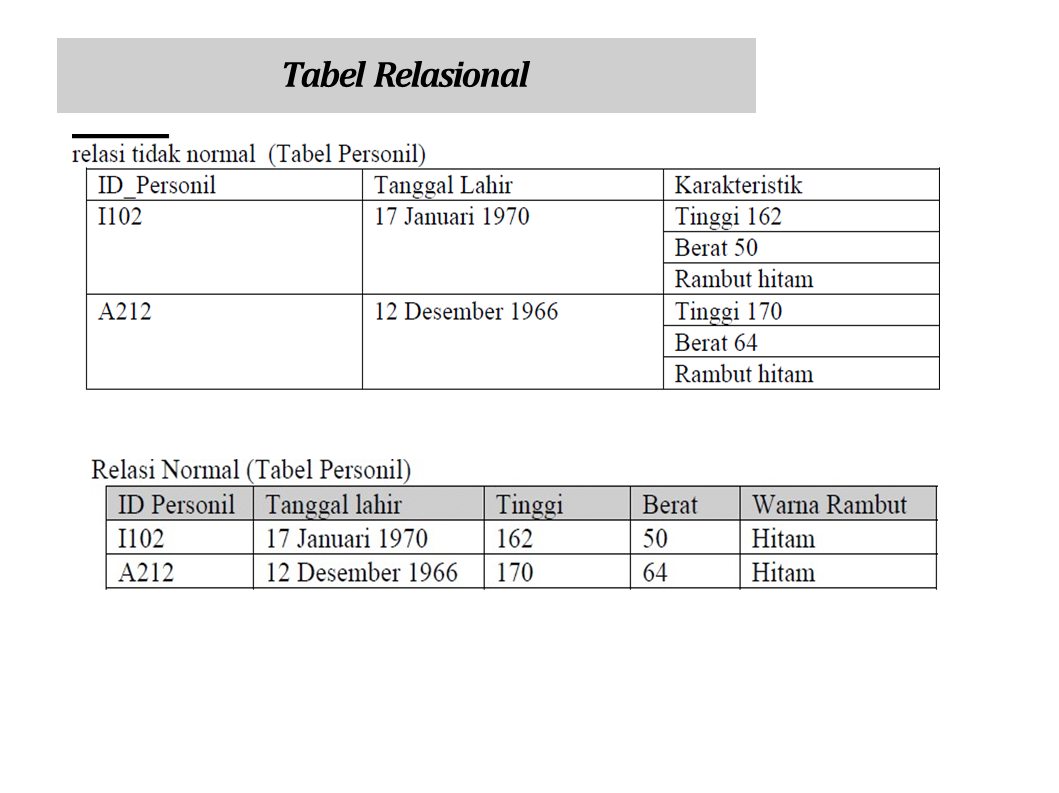 Tabel Relasional
relasi tidak normal (Tabel Personil)
ID_Personil Tanggal Lahir Karakteristik
I102 17 Januari 1970 Tinggi 162
Berat 50
Rambut hitam
A212 12 Desember 1966 Tinggi 170
Berat 64
Rambut hitam
Relasi Normal (Tabel Personil)
ID Personil Tanggal lahir Tinggi Berat Warna Rambut
I102 17 Januari 1970 162 50 Hitam
A212 12 Desember 1966 170 64 Hitam